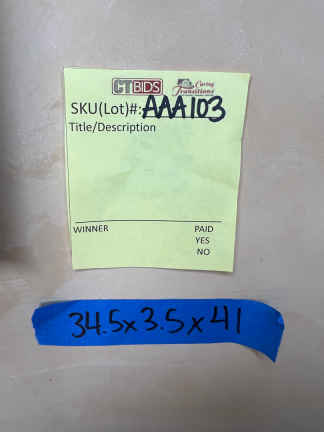 CTBIDS Caring Transitions
SKU(Lot)#: AAA103
Title/Description
WINNER PAID
YES
NO
34.5x3.5x41